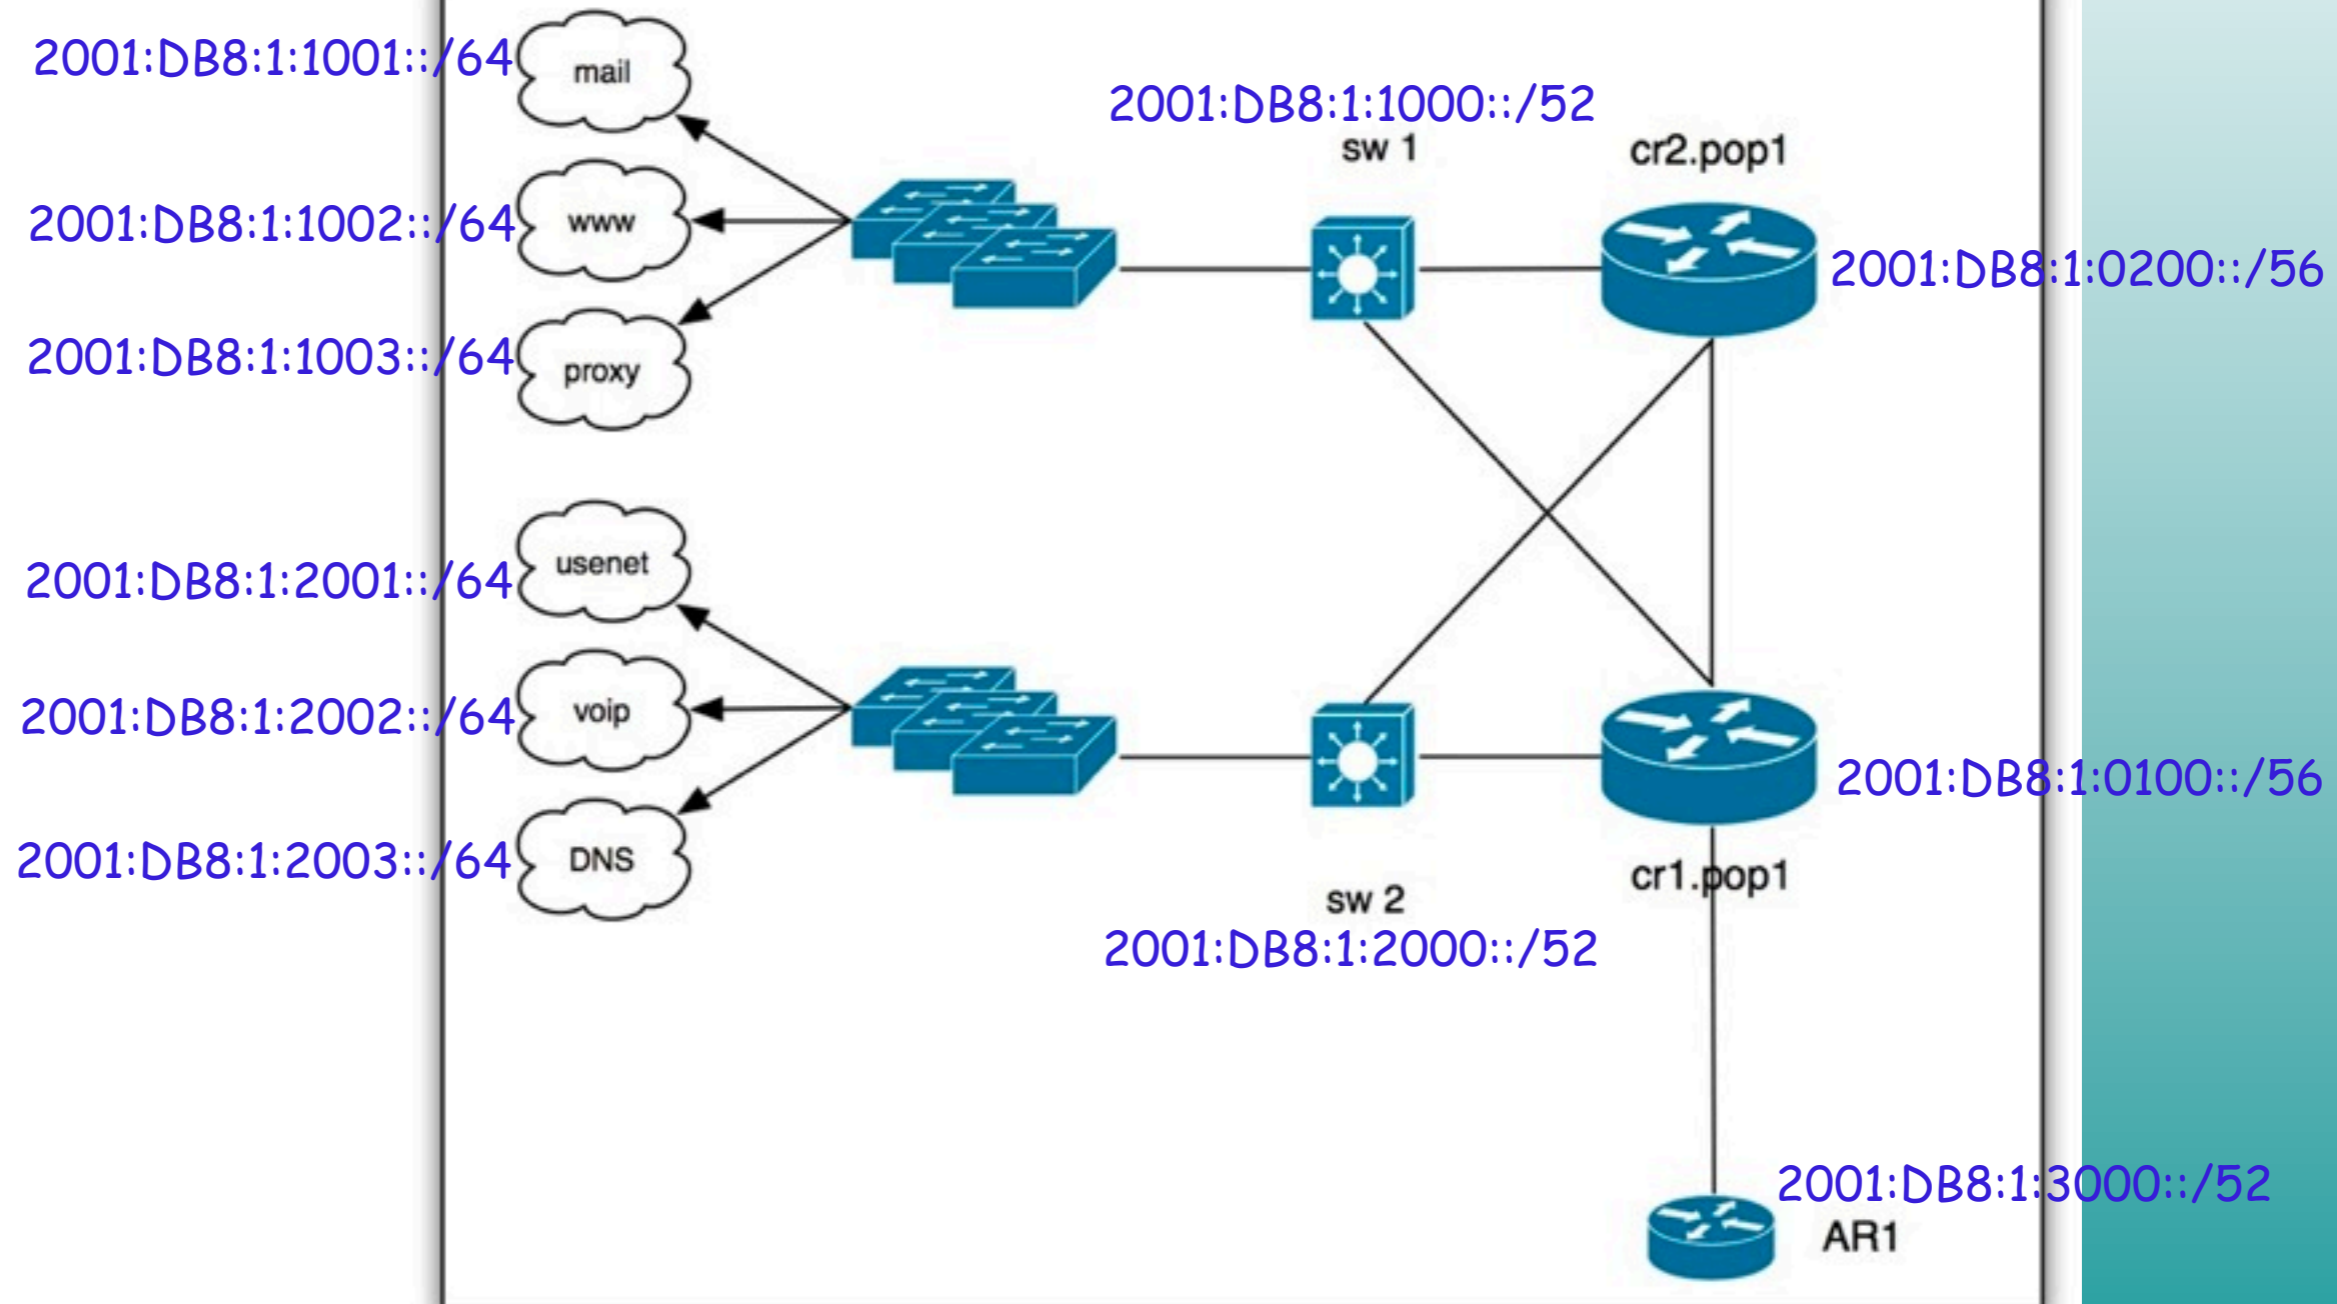 2001:DB8:1:1001::/64
mail
2001:DB8:1:1000::/52
sw 1
cr2.pop1
2001:DB8:1:1002::/64
www
2001:DB8:1:0200::/56
2001:DB8:1:1003::/64
proxy
2001:DB8:1:2001::/64
usenet
2001:DB8:1:2002::/64
voip
2001:DB8:1:0100::/56
2001:DB8:1:2003::/64
DNS
cr1.pop1
sw 2
2001:DB8:1:2000::/52
2001:DB8:1:3000::/52
AR1